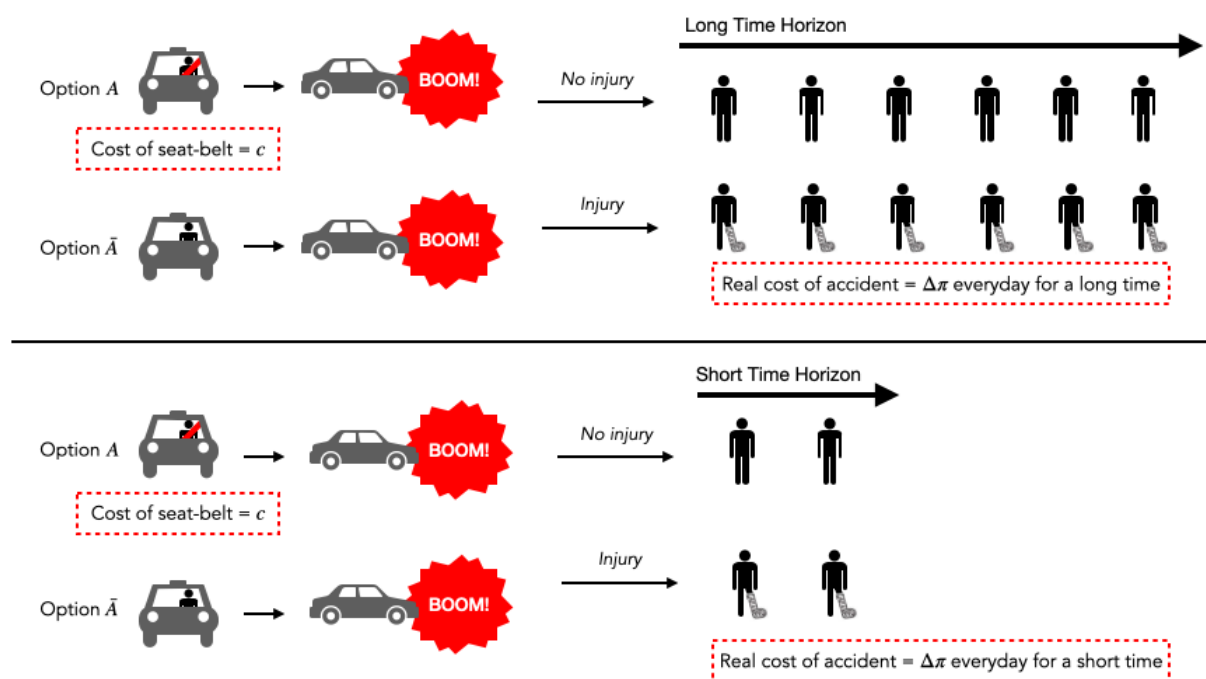 Long Time Horizon
Option A
BOOM!
No injury
Cost of seat-belt = c
Option Ā
BOOM!
Injury
Real cost of accident = Δπ everyday for a long time
Short Time Horizon
Option A
BOOM!
No injury
Cost of seat-belt = c
Option Ā
BOOM!
Injury
Real cost of accident = Δπ everyday for a short time